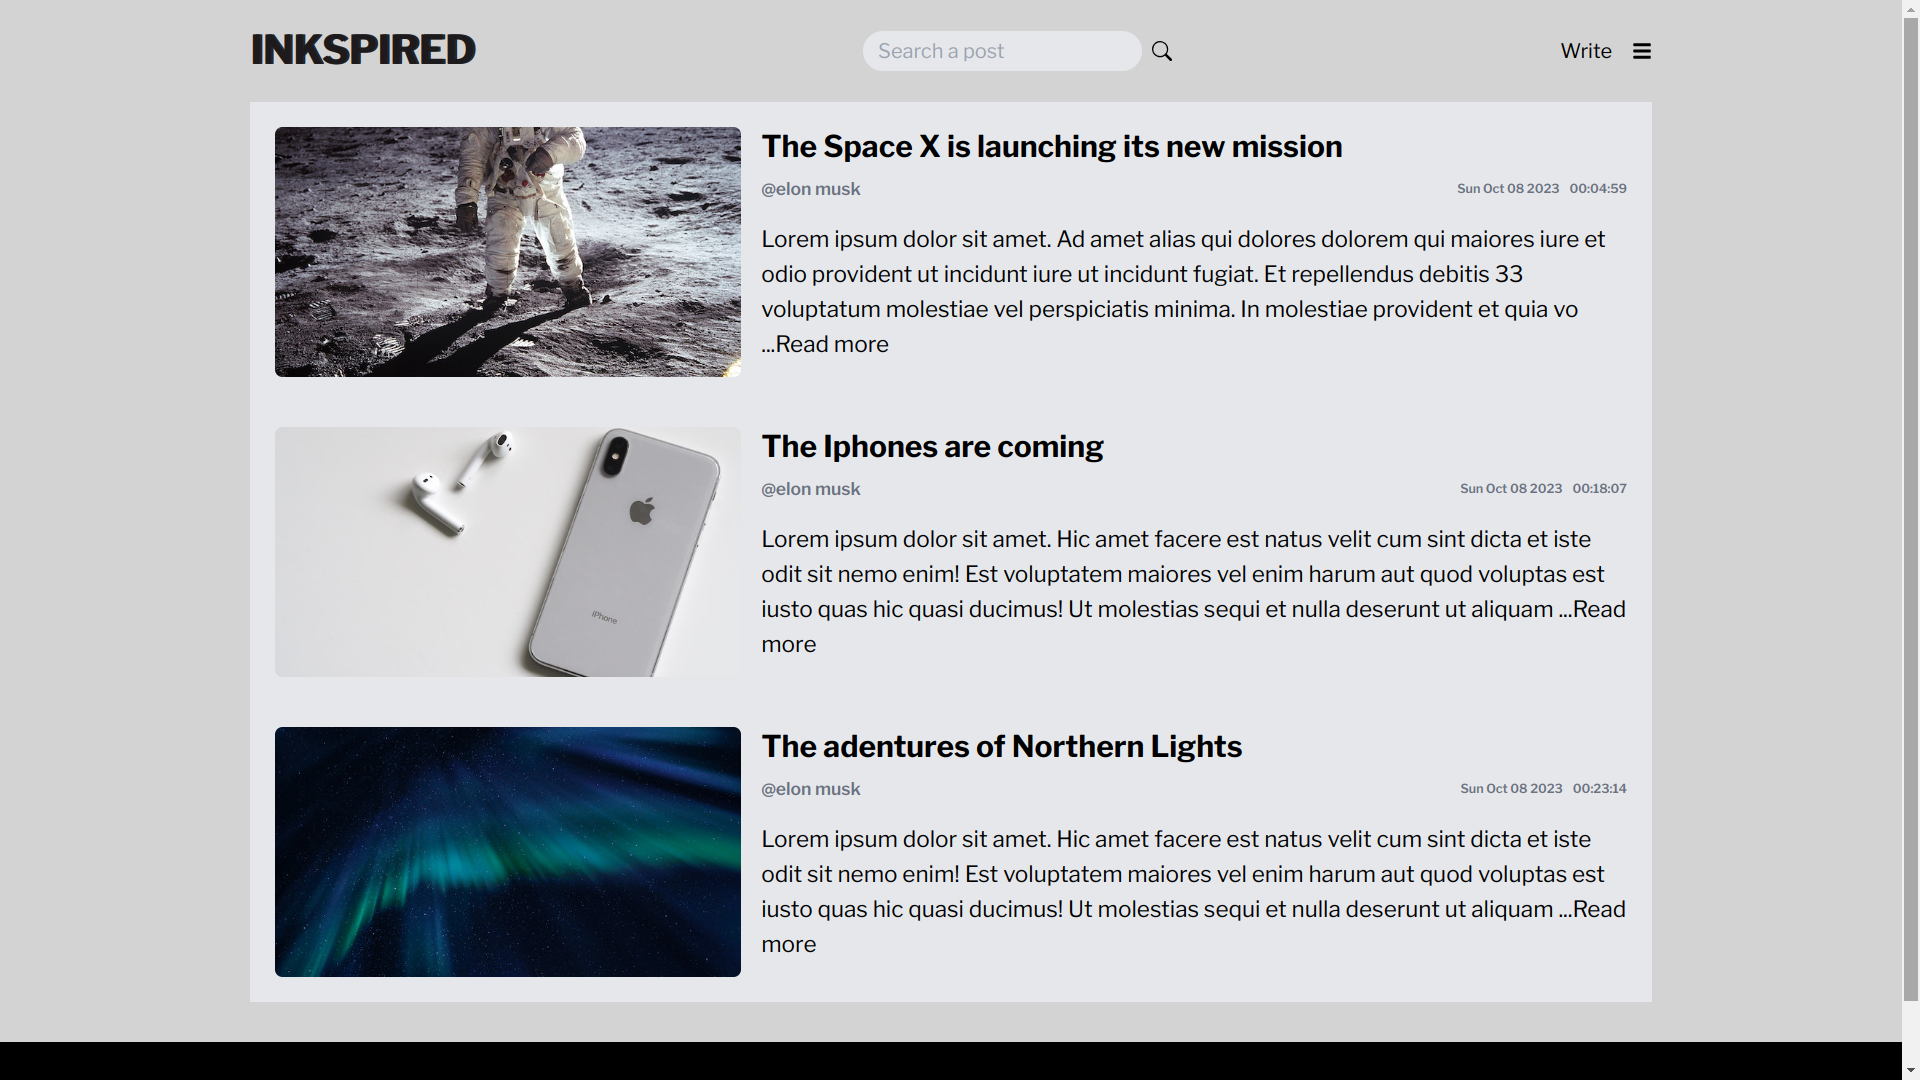 INKSPIRED
Search a post
Write
The Space X is launching its new mission
@elon musk
Sun Oct 08 2023 00:04:59
Lorem ipsum dolor sit amet. Ad amet alias qui dolores dolorem qui maiores iure et
odio provident ut incidunt iure ut incidunt fugiat. Et repellendus debitis 33
voluptatum molestiae vel perspiciatis minima. In molestiae provident et quia vo
...Read more
iPhone
The Iphones are coming
@elon musk
Sun Oct 08 2023 00:18:07
Lorem ipsum dolor sit amet. Hic amet facere est natus velit cum sint dicta et iste
odit sit nemo enim! Est voluptatem maiores vel enim harum aut quod voluptas est
iusto quas hic quasi ducimus! Ut molestias sequi et nulla deserunt ut aliquam ...Read
more
The adentures of Northern Lights
@elon musk
Sun Oct 08 2023 00:23:14
Lorem ipsum dolor sit amet. Hic amet facere est natus velit cum sint dicta et iste
odit sit nemo enim! Est voluptatem maiores vel enim harum aut quod voluptas est
iusto quas hic quasi ducimus! Ut molestias sequi et nulla deserunt ut aliquam ...Read
more